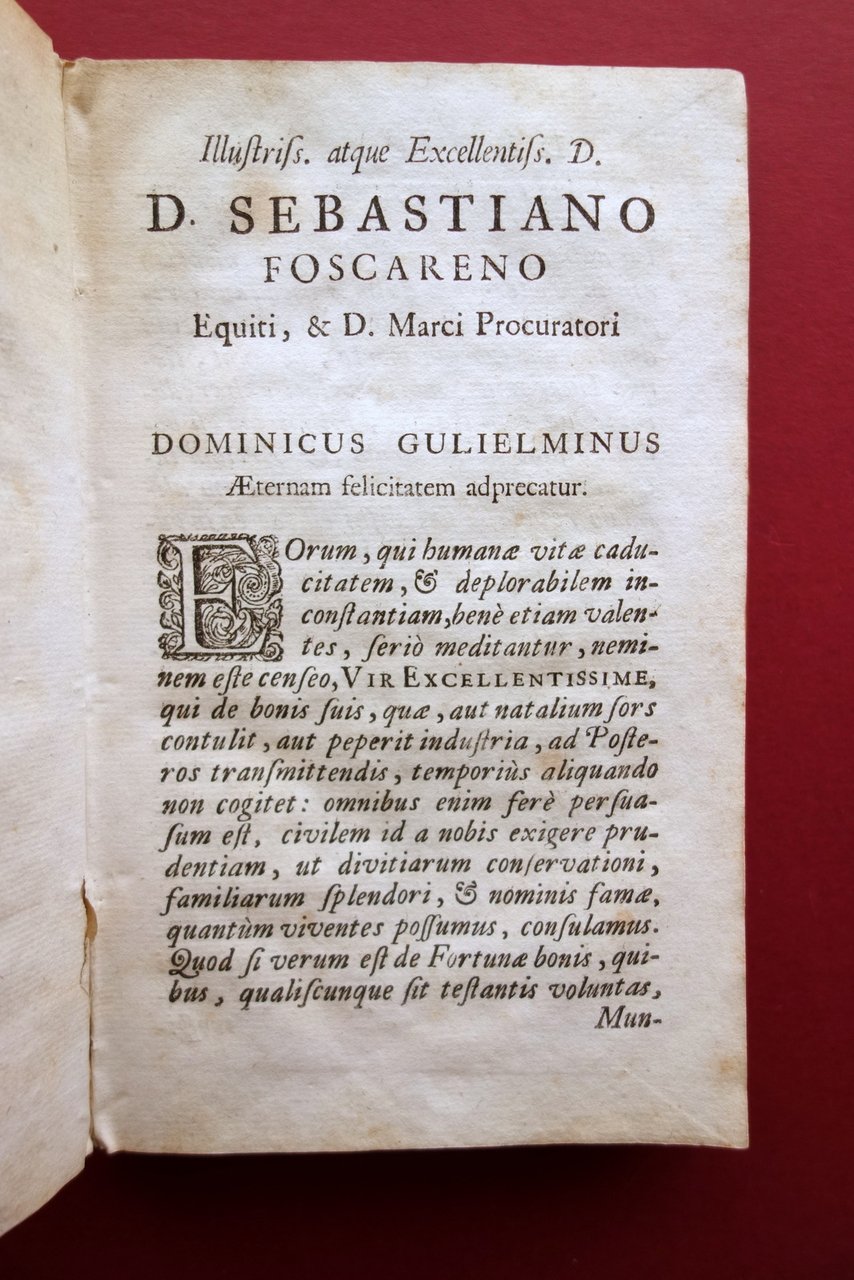 Illuſtriſs. atque Excellentiſs. D.
D. SEBASTIANO
FOSCARENO
Equiti, & D. Marci Procuratori
DOMINICUS GULIELMINUS
Æternam felicitatem adprecatur.
EOrum, qui humanæ vitæ cadu-
citatem, & deplorabilem in-
conſtantiam, benè etiam valen-
tes, ſeriò meditantur, nemi-
nem eſſe cenſeo, VIR EXCELLENTISSIME,
qui de bonis ſuis, quæ, aut natalium ſors
contulit, aut peperit induſtria, ad Poſte-
ros tranſmittendis, temporiùs aliquando
non cogitet: omnibus enim ferè perſua-
ſum eſt, civilem id a nobis exigere pru-
dentiam, ut divitiarum conſervationi,
familiarum ſplendori, & nominis famæ,
quantùm viventes poſſumus, conſulamus.
Quod ſi verum eſt de Fortunæ bonis, qui-
bus, qualiſcunque ſit teſtantis voluntas,
Mun-